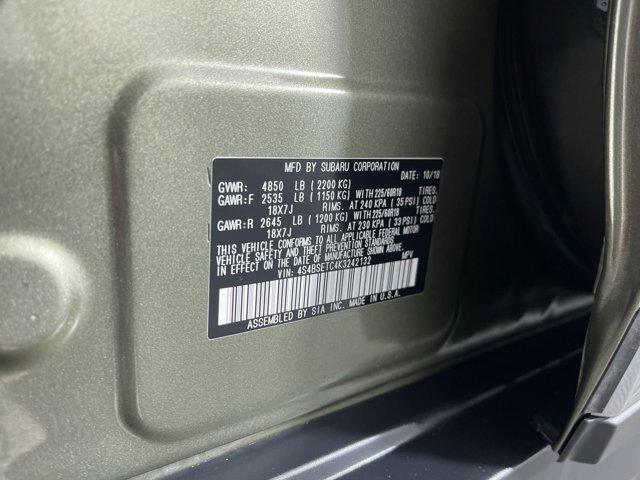 MFD BY SUBARU CORPORATION
DATE: 10/18
GVWR: 4850 LB (2200 KG)
GAWR:F 2535 LB (1150 KG) WITH 225/60R18 TIRES.
18X7J RIMS. AT 240 KPA (35 PSI) COLD
GAWR:R 2645 LB (1200 KG) WITH 225/60R18 TIRES.
18X7J RIMS. AT 230 KPA (33 PSI) COLD
THIS VEHICLE CONFORMS TO ALL APPLICABLE FEDERAL MOTOR
VEHICLE SAFETY AND THEFT PREVENTION STANDARDS
IN EFFECT ON THE DATE OF MANUFACTURE SHOWN ABOVE.
VIN: 4S4BSETC4K3242132 MPV
ASSEMBLED BY SIA INC. MADE IN U.S.A.